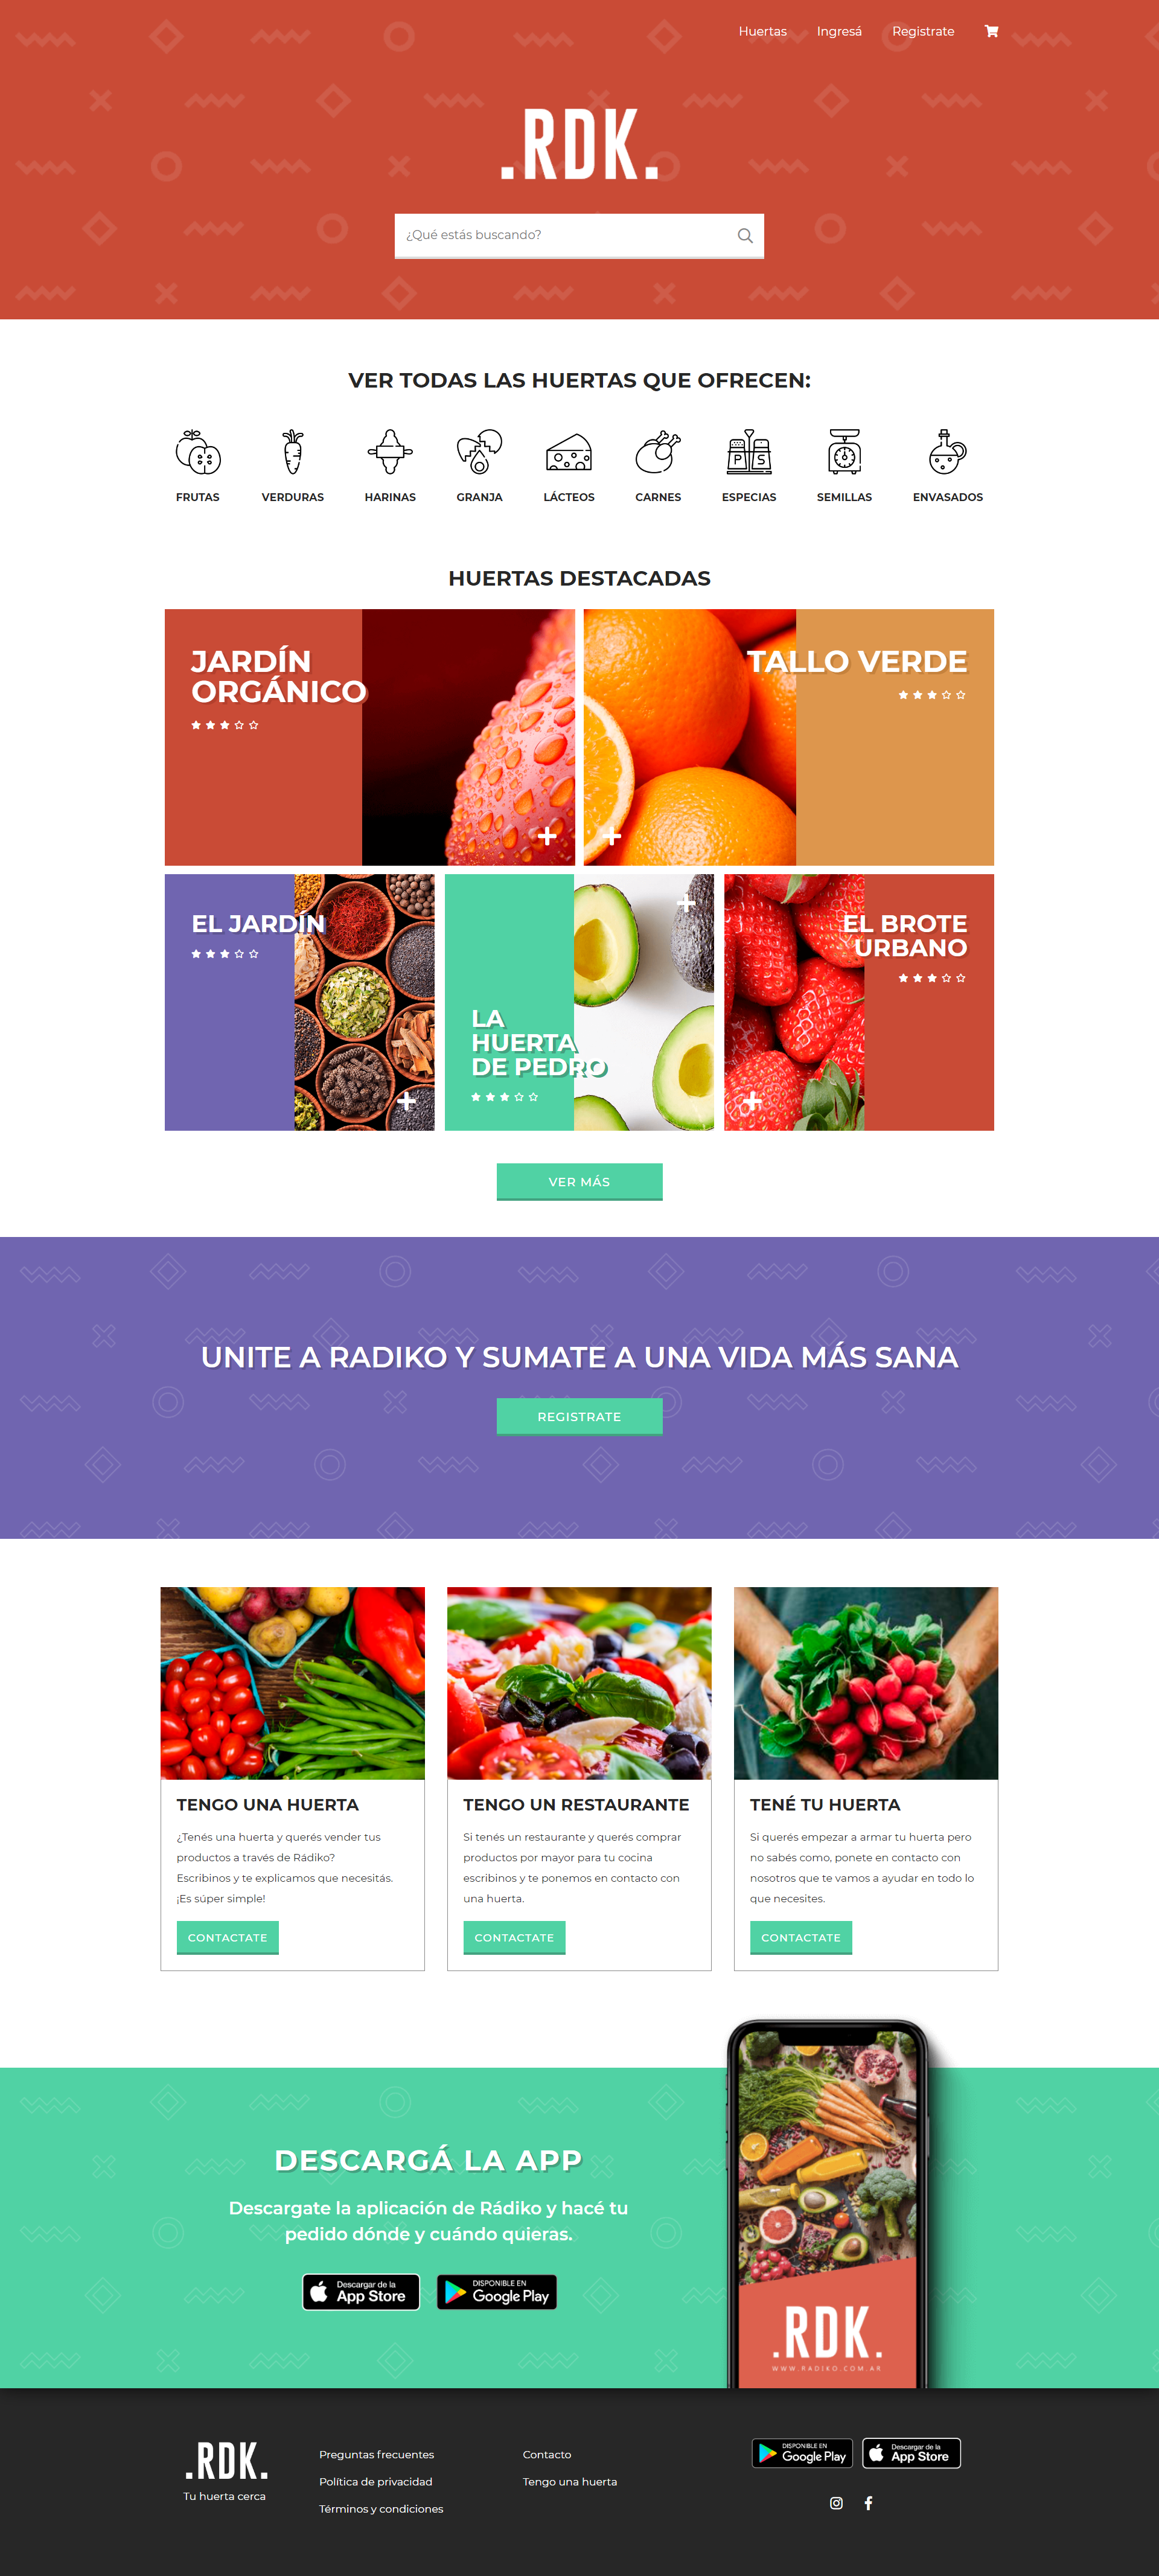 Huertas
Ingresá
Registrate
.RDK.
¿Qué estás buscando?
VER TODAS LAS HUERTAS QUE OFRECEN:
FRUTAS
VERDURAS
HARINAS
GRANJA
LÁCTEOS
CARNES
P S
ESPECIAS
SEMILLAS
ENVASADOS
HUERTAS DESTACADAS
JARDÍN
ORGÁNICO
TALLO VERDE
EL JARDÍN
LA
HUERTA
DE PEDRO
EL BROTE
URBANO
VER MÁS
UNITE A RADIKO Y SUMATE A UNA VIDA MÁS SANA
REGISTRATE
TENGO UNA HUERTA
¿Tenés una huerta y querés vender tus
productos a través de Rádiko?
Escribinos y te explicamos que necesitás.
¡Es súper simple!
CONTACTATE
TENGO UN RESTAURANTE
Si tenés un restaurante y querés comprar
productos por mayor para tu cocina
escribinos y te ponemos en contacto con
una huerta.
CONTACTATE
TENÉ TU HUERTA
Si querés empezar a armar tu huerta pero
no sabés como, ponete en contacto con
nosotros que te vamos a ayudar en todo lo
que necesites.
CONTACTATE
DESCARGÁ LA APP
Descargate la aplicación de Rádiko y hacé tu
pedido dónde y cuándo quieras.
Descargar de la
App Store
DISPONIBLE EN
Google Play
.RDK.
WWW.RADIKO.COM.AR
.RDK.
Tu huerta cerca
Preguntas frecuentes
Política de privacidad
Términos y condiciones
Contacto
Tengo una huerta
DISPONIBLE EN
Google Play
Descargar de la
App Store